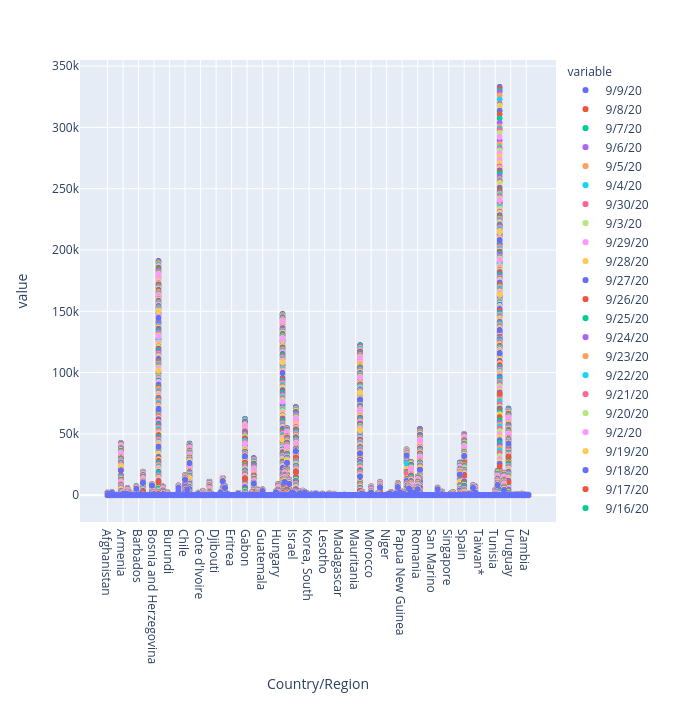 350k
300k
250k
200k
150k
100k
50k
0
value
Afghanistan
Armenia
Barbados
Bosnia and Herzegovina
Burundi
Chile
Cote d'Ivoire
Djibouti
Eritrea
Gabon
Guatemala
Hungary
Israel
Korea, South
Lesotho
Madagascar
Mauritania
Morocco
Niger
Papua New Guinea
Romania
San Marino
Singapore
Spain
Taiwan*
Tunisia
Uruguay
Zambia
Country/Region
variable
9/9/20
9/8/20
9/7/20
9/6/20
9/5/20
9/4/20
9/30/20
9/3/20
9/29/20
9/28/20
9/27/20
9/26/20
9/25/20
9/24/20
9/23/20
9/22/20
9/21/20
9/20/20
9/2/20
9/19/20
9/18/20
9/17/20
9/16/20